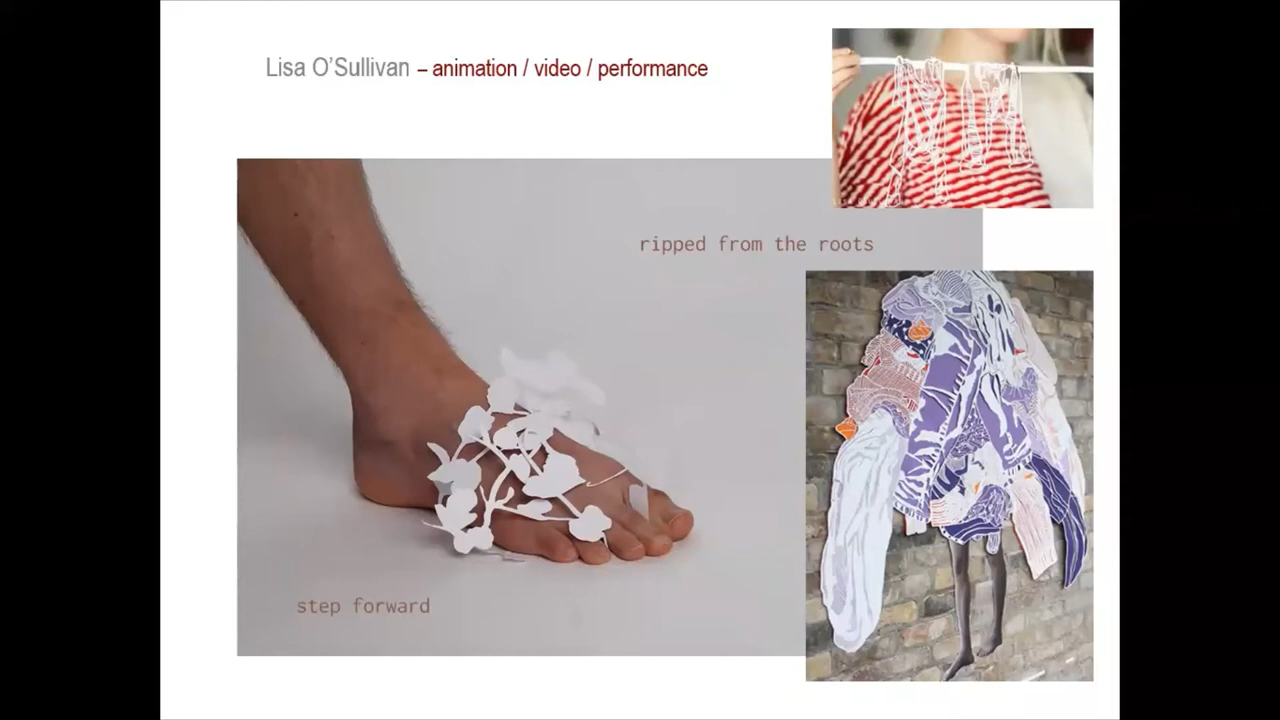 Lisa O’Sullivan – animation / video / performance
ripped from the roots
step forward